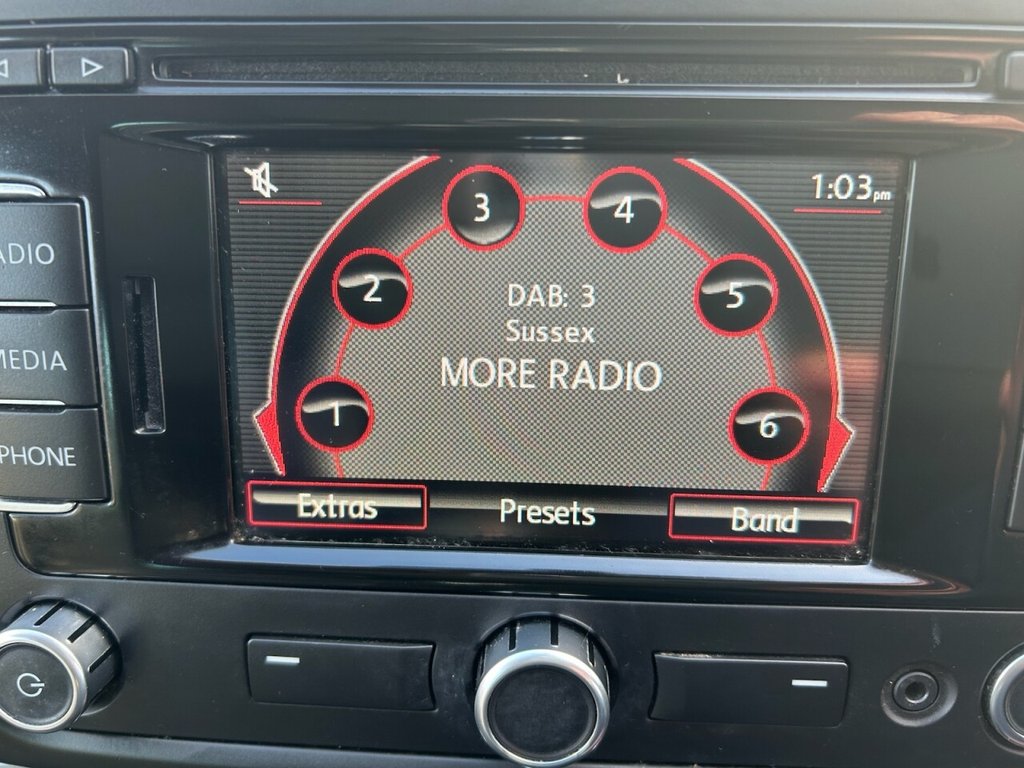 1:03pm
3 4
2 5
DAB: 3
Sussex
MORE RADIO
1 6
Extras Presets Band
ADIO
MEDIA
PHONE